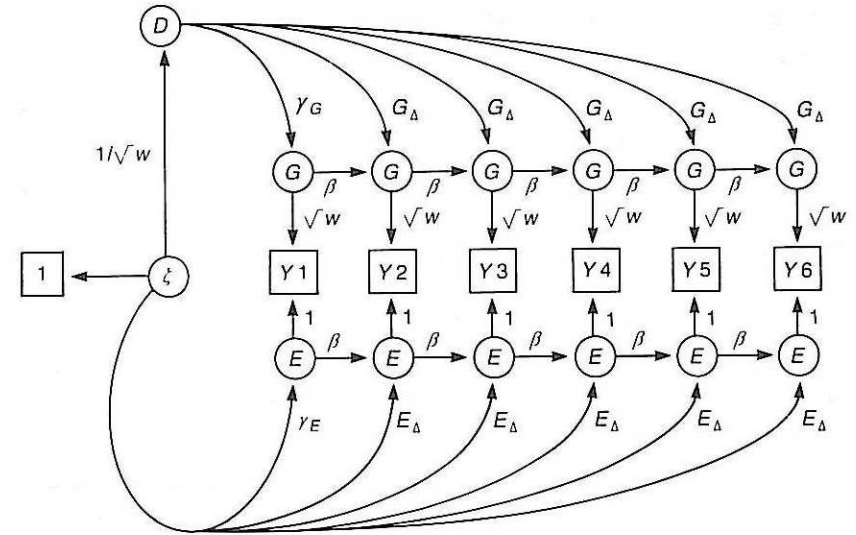 D
γG GΔ GΔ GΔ GΔ GΔ
1/√w
G β G β G β G β G β G
√w √w √w √w √w √w
1 ζ Y1 Y2 Y3 Y4 Y5 Y6
1 1 1 1 1 1
E β E β E β E β E β E
γE EΔ EΔ EΔ EΔ EΔ